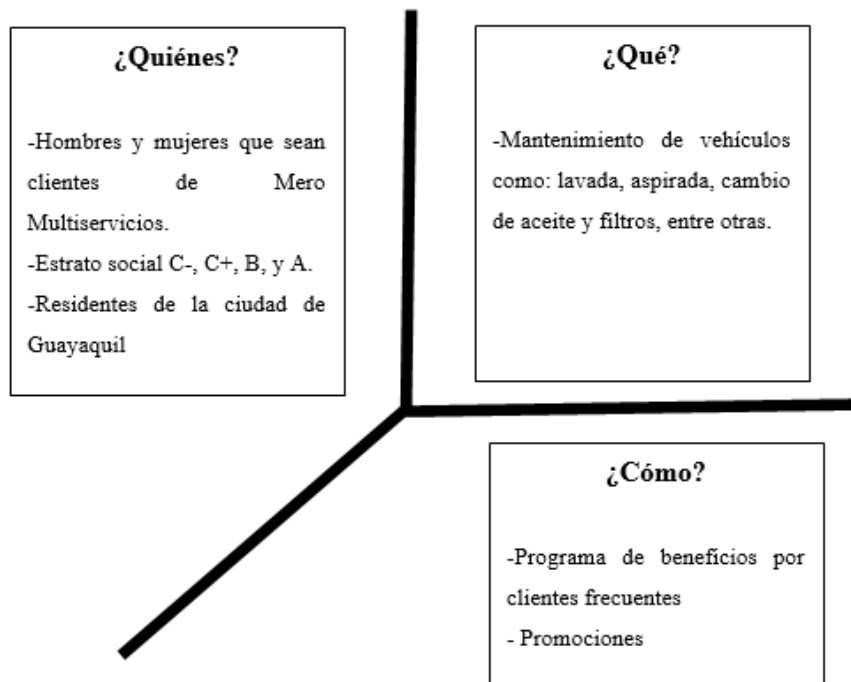 ¿Quiénes?
-Hombres y mujeres que sean
clientes de Mero
Multiservicios.
-Estrato social C-, C+, B, y A.
-Residentes de la ciudad de
Guayaquil
¿Qué?
-Mantenimiento de vehículos
como: lavada, aspirada, cambio
de aceite y filtros, entre otras.
¿Cómo?
-Programa de beneficios por
clientes frecuentes
- Promociones